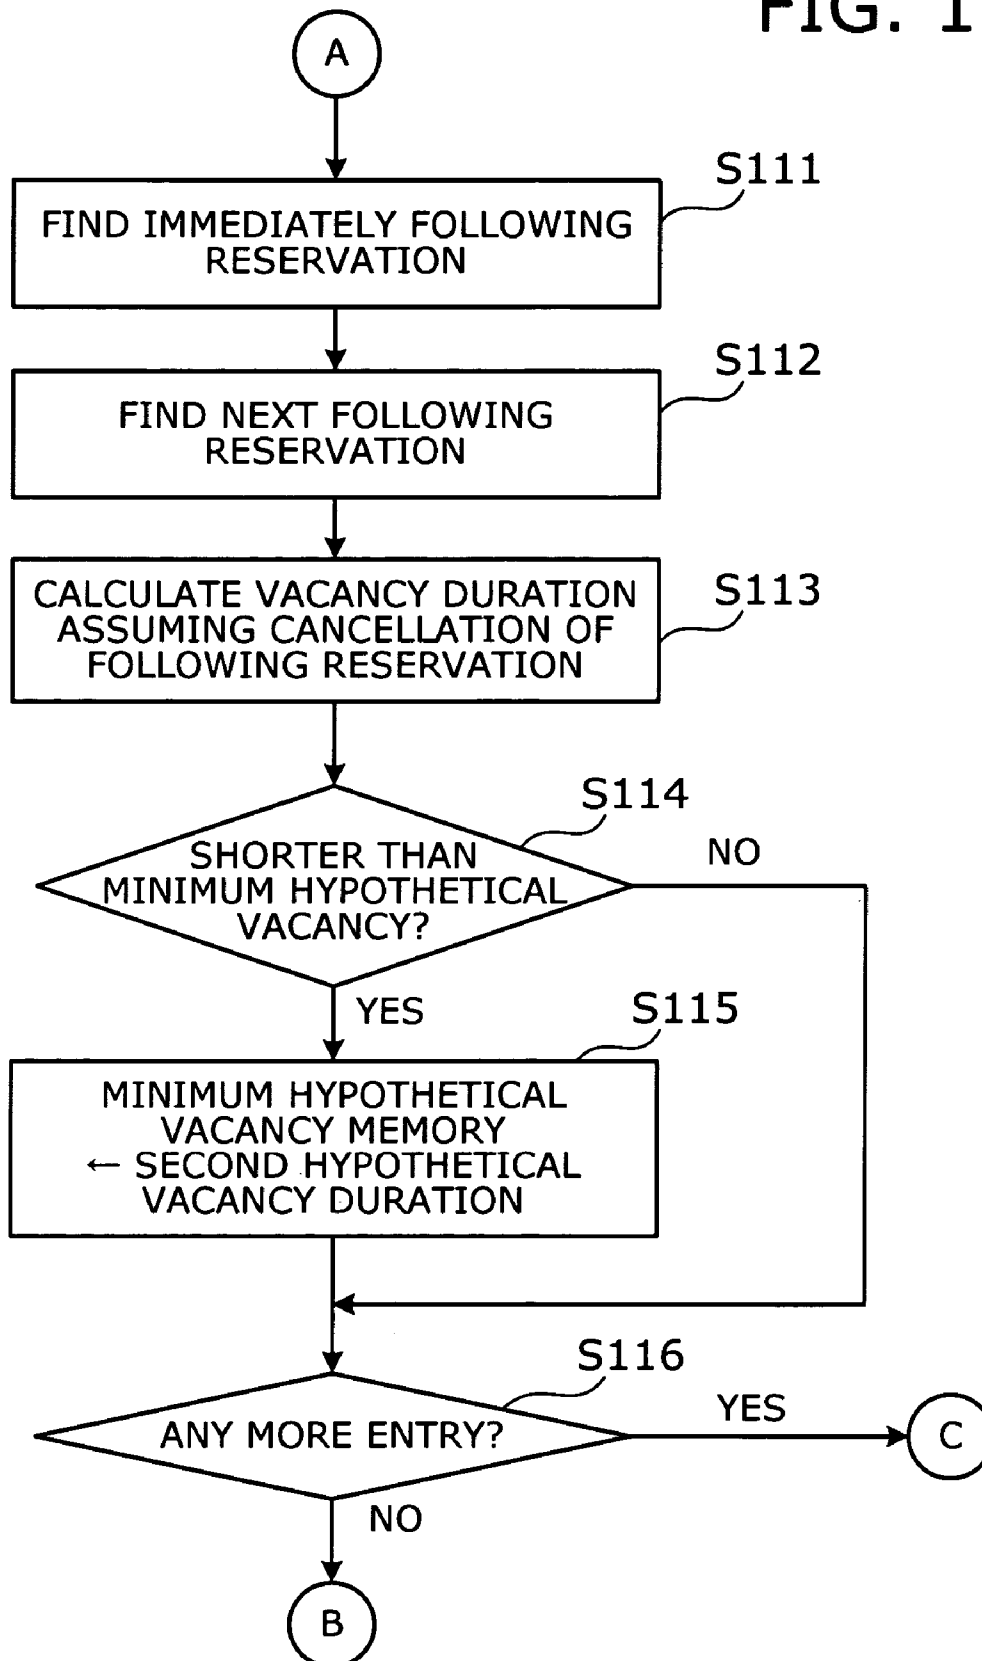 FIG. 1
A
S111
FIND IMMEDIATELY FOLLOWING
RESERVATION
S112
FIND NEXT FOLLOWING
RESERVATION
S113
CALCULATE VACANCY DURATION
ASSUMING CANCELLATION OF
FOLLOWING RESERVATION
S114
SHORTER THAN
MINIMUM HYPOTHETICAL
VACANCY?
NO
YES
S115
MINIMUM HYPOTHETICAL
VACANCY MEMORY
← SECOND HYPOTHETICAL
VACANCY DURATION
S116
ANY MORE ENTRY?
YES
C
NO
B